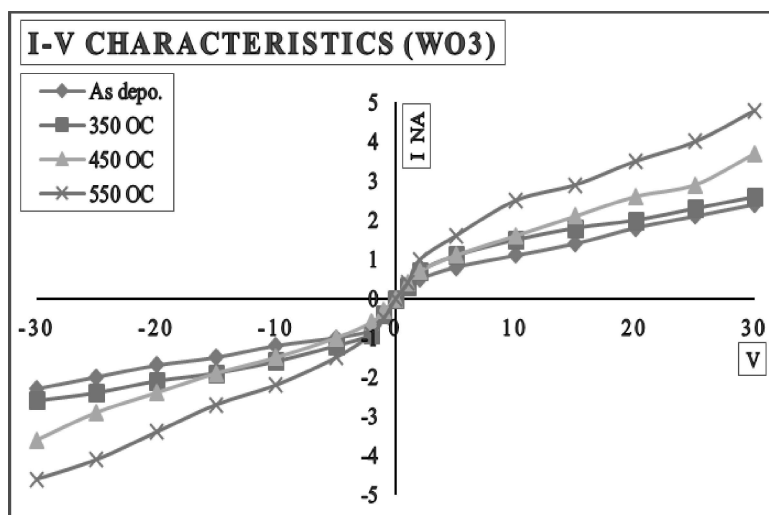 I-V CHARACTERISTICS (WO3)
As depo.
350 OC
450 OC
550 OC
I NA
5
4
3
2
1
0
-30 -20 -10 0 10 20 30
-1
V
-2
-3
-4
-5